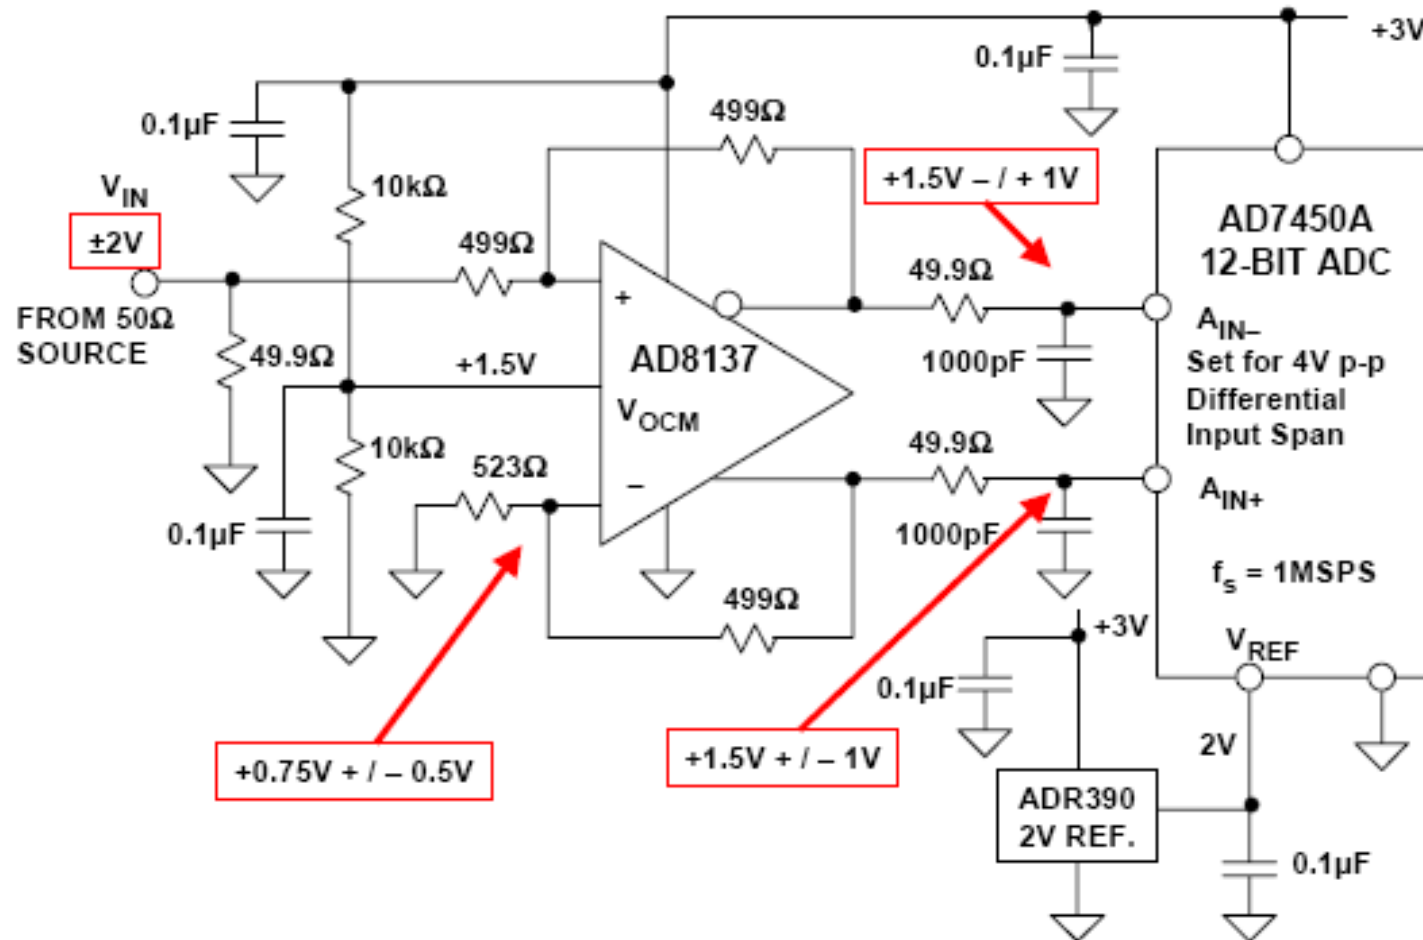 +3V
0.1µF
499Ω
0.1µF
+1.5V – / + 1V
V_IN
10kΩ
±2V
499Ω
AD7450A
12-BIT ADC
49.9Ω
+
FROM 50Ω
SOURCE
A_IN–
49.9Ω
+1.5V
AD8137
1000pF
Set for 4V p-p
Differential
Input Span
V_OCM
10kΩ
49.9Ω
523Ω
–
A_IN+
0.1µF
1000pF
f_s = 1MSPS
499Ω
+3V
V_REF
0.1µF
+0.75V + / – 0.5V
+1.5V + / – 1V
2V
ADR390
2V REF.
0.1µF